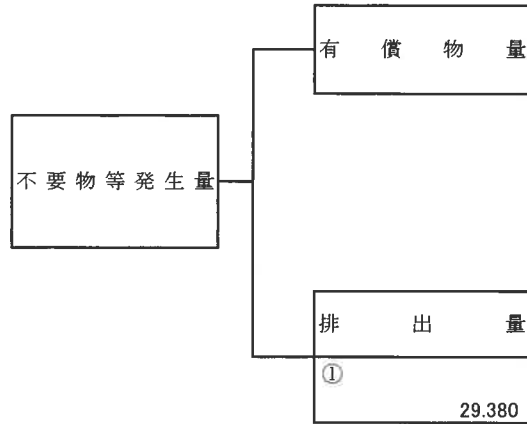 有償物量
不要物等発生量
排出量
①
29.380